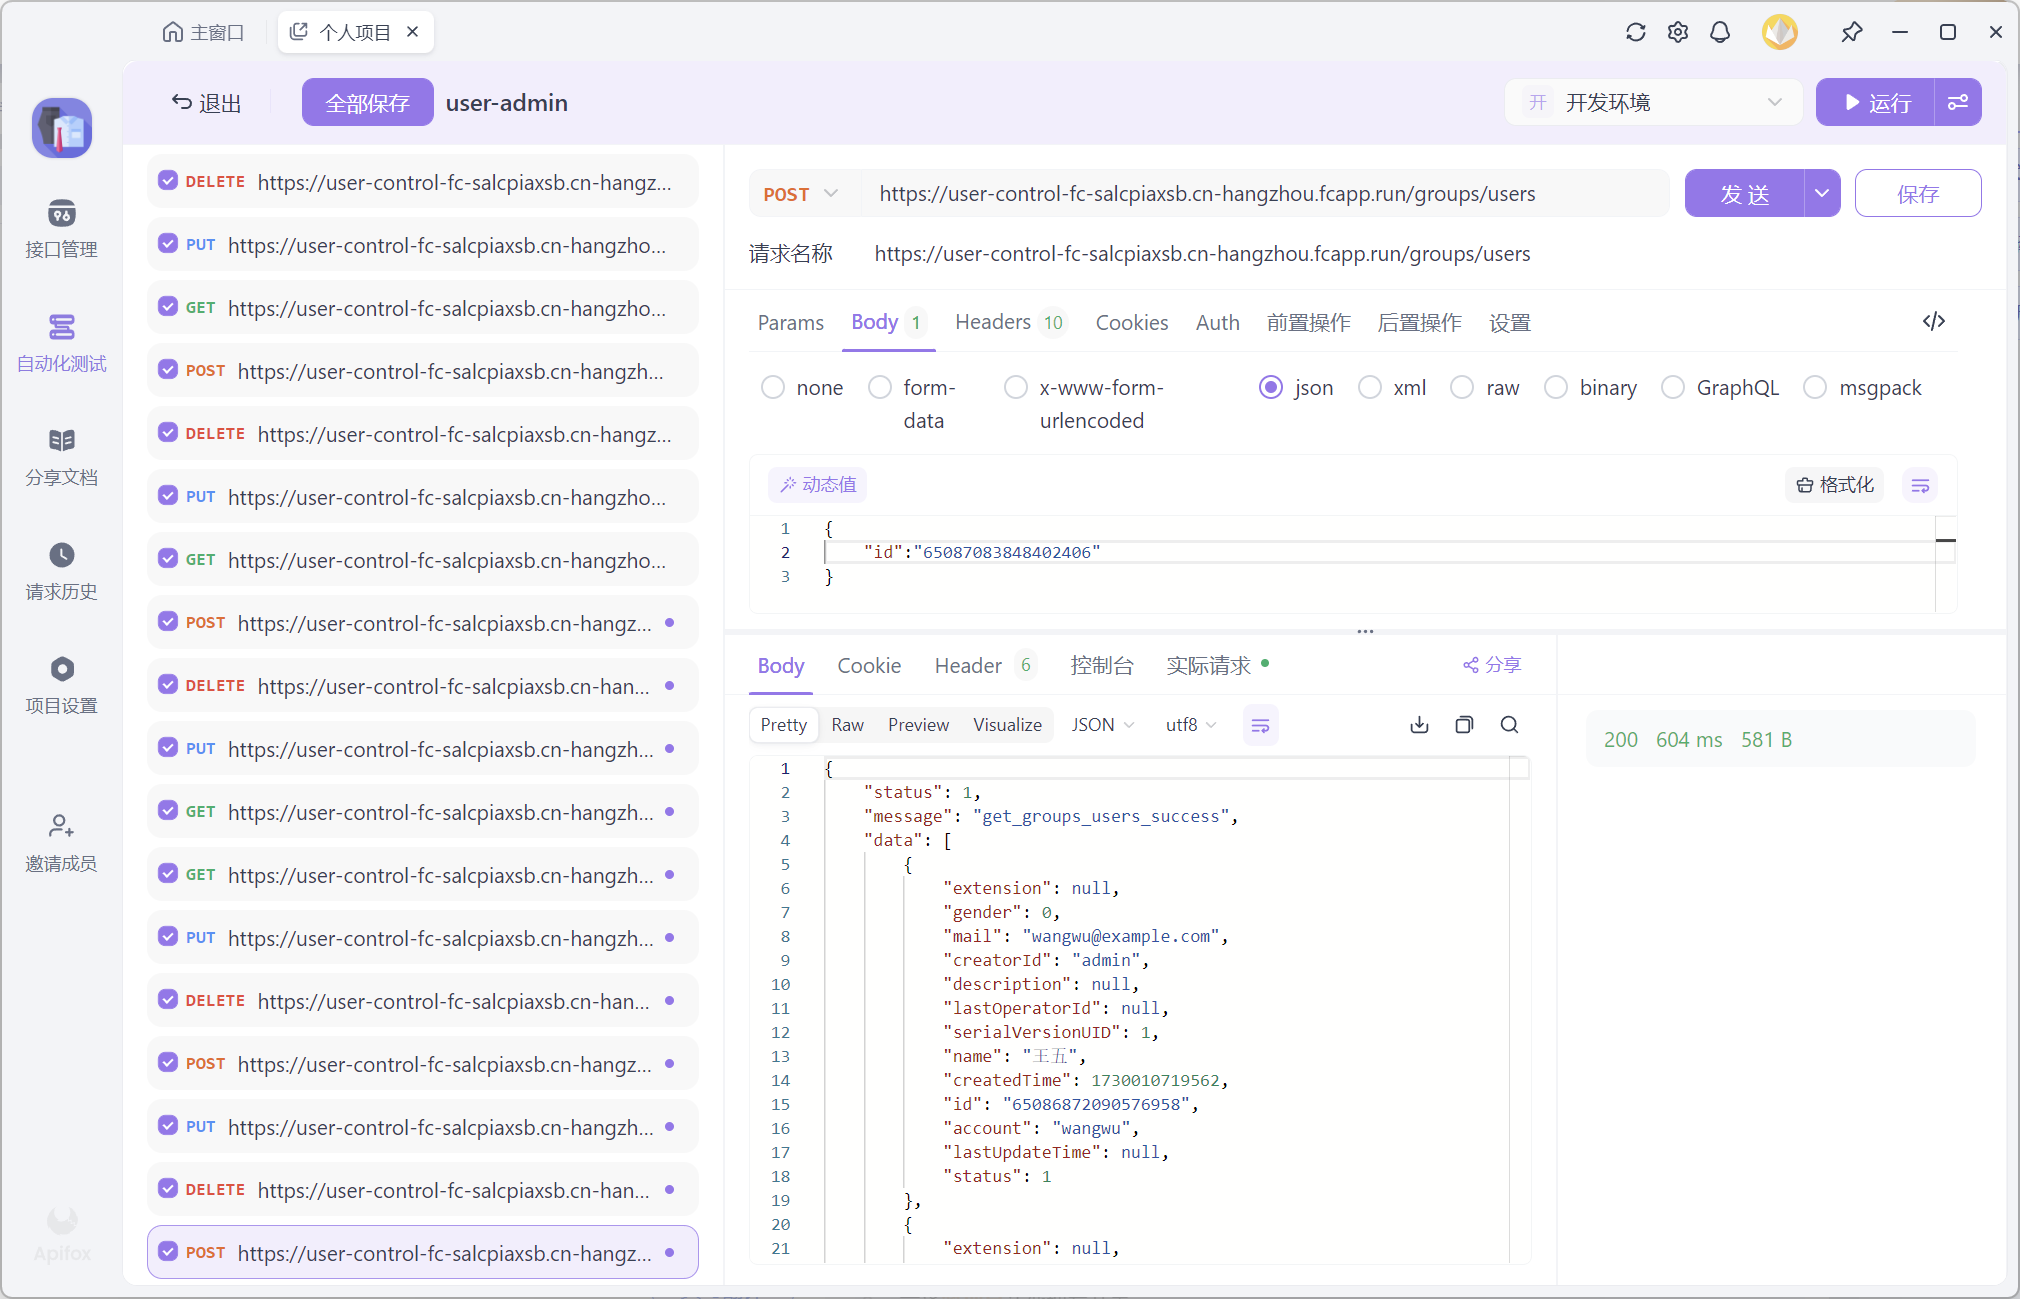 主窗口
个人项目
退出
全部保存
user-admin
开 开发环境
运行
接口管理
自动化测试
分享文档
请求历史
项目设置
邀请成员
Apifox
DELETE https://user-control-fc-salcpiaxsb.cn-hangz...
PUT https://user-control-fc-salcpiaxsb.cn-hangzho...
GET https://user-control-fc-salcpiaxsb.cn-hangzho...
POST https://user-control-fc-salcpiaxsb.cn-hangzh...
DELETE https://user-control-fc-salcpiaxsb.cn-hangz...
PUT https://user-control-fc-salcpiaxsb.cn-hangzho...
GET https://user-control-fc-salcpiaxsb.cn-hangzho...
POST https://user-control-fc-salcpiaxsb.cn-hangz...
DELETE https://user-control-fc-salcpiaxsb.cn-han...
PUT https://user-control-fc-salcpiaxsb.cn-hangzh...
GET https://user-control-fc-salcpiaxsb.cn-hangzh...
GET https://user-control-fc-salcpiaxsb.cn-hangzh...
PUT https://user-control-fc-salcpiaxsb.cn-hangzh...
DELETE https://user-control-fc-salcpiaxsb.cn-han...
POST https://user-control-fc-salcpiaxsb.cn-hangz...
PUT https://user-control-fc-salcpiaxsb.cn-hangzh...
DELETE https://user-control-fc-salcpiaxsb.cn-han...
POST https://user-control-fc-salcpiaxsb.cn-hangz...
POST https://user-control-fc-salcpiaxsb.cn-hangzhou.fcapp.run/groups/users
发 送
保存
请求名称 https://user-control-fc-salcpiaxsb.cn-hangzhou.fcapp.run/groups/users
Params Body 1 Headers 10 Cookies Auth 前置操作 后置操作 设置
none form-data x-www-form-urlencoded json xml raw binary GraphQL msgpack
动态值
格式化
1 {
2 "id":"65087083848402406"
3 }
Body Cookie Header 6 控制台 实际请求
分享
Pretty Raw Preview Visualize JSON utf8
200 604 ms 581 B
1 {
2 "status": 1,
3 "message": "get_groups_users_success",
4 "data": [
5 {
6 "extension": null,
7 "gender": 0,
8 "mail": "wangwu@example.com",
9 "creatorId": "admin",
10 "description": null,
11 "lastOperatorId": null,
12 "serialVersionUID": 1,
13 "name": "王五",
14 "createdTime": 1730010719562,
15 "id": "65086872090576958",
16 "account": "wangwu",
17 "lastUpdateTime": null,
18 "status": 1
19 },
20 {
21 "extension": null,